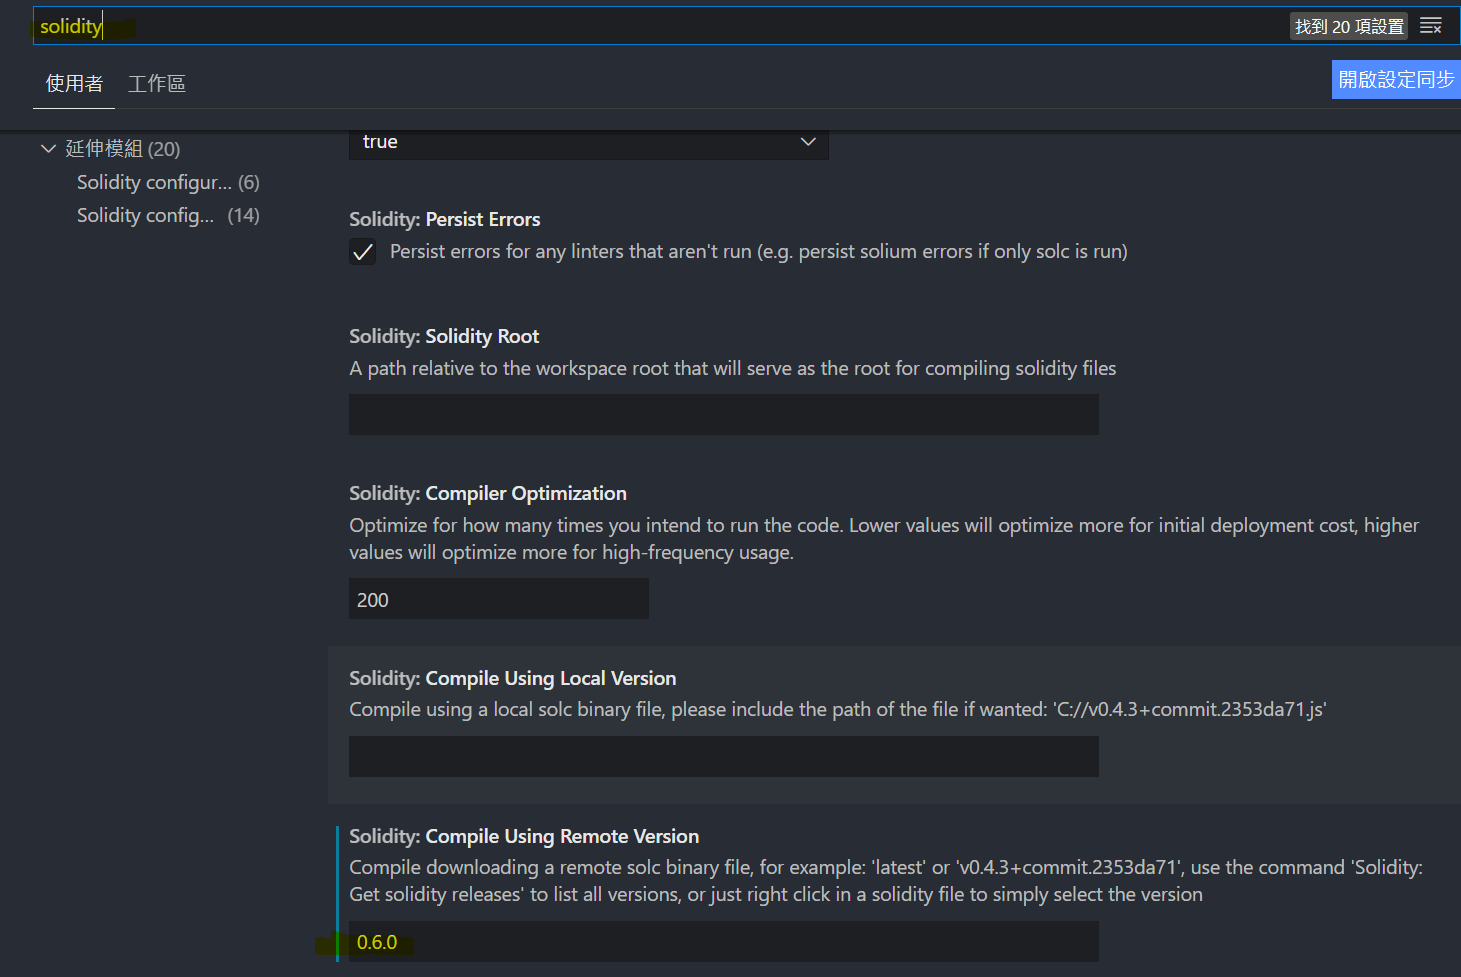 solidity
找到 20 項設置
使用者
工作區
開啟設定同步
延伸模組 (20)
Solidity configur... (6)
Solidity config... (14)
true
Solidity: Persist Errors
Persist errors for any linters that aren't run (e.g. persist solium errors if only solc is run)
Solidity: Solidity Root
A path relative to the workspace root that will serve as the root for compiling solidity files
Solidity: Compiler Optimization
Optimize for how many times you intend to run the code. Lower values will optimize more for initial deployment cost, higher
values will optimize more for high-frequency usage.
200
Solidity: Compile Using Local Version
Compile using a local solc binary file, please include the path of the file if wanted: 'C://v0.4.3+commit.2353da71.js'
Solidity: Compile Using Remote Version
Compile downloading a remote solc binary file, for example: 'latest' or 'v0.4.3+commit.2353da71', use the command 'Solidity:
Get solidity releases' to list all versions, or just right click in a solidity file to simply select the version
0.6.0